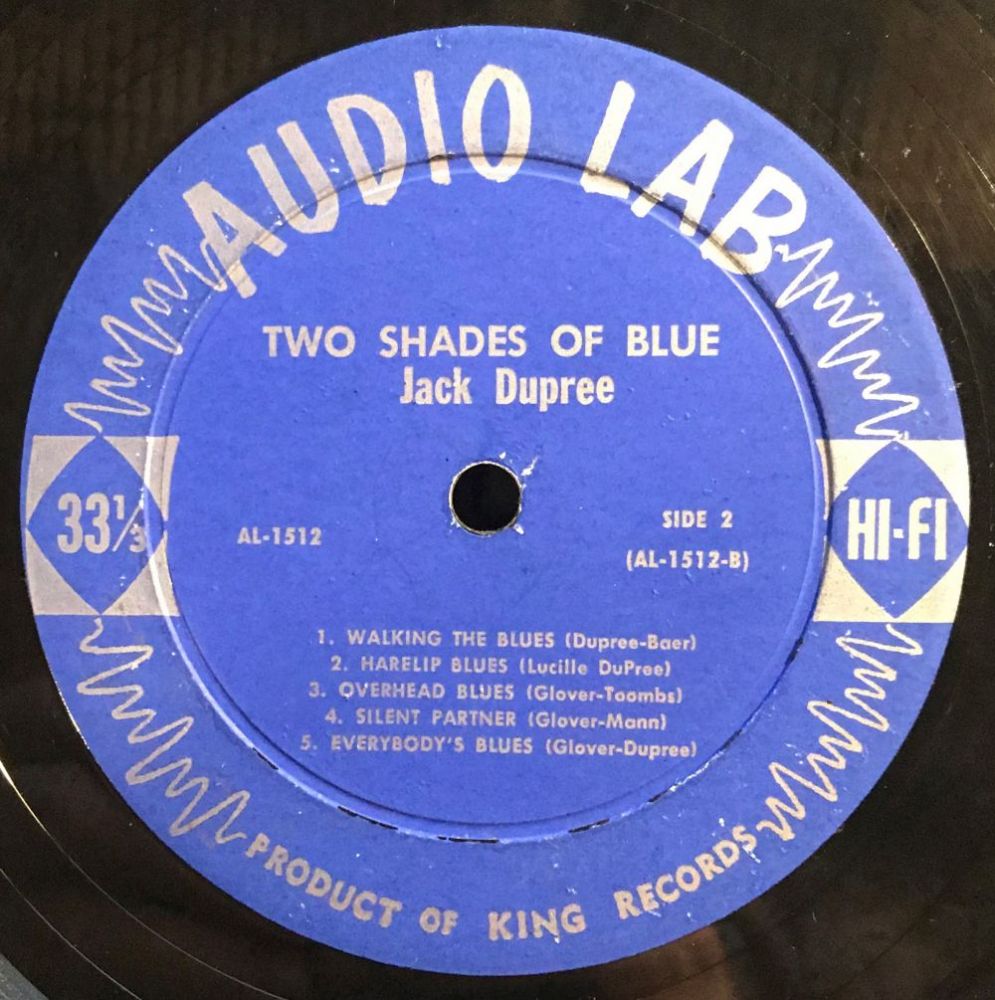 AUDIO LAB
TWO SHADES OF BLUE
Jack Dupree
33⅓
HI-FI
AL-1512
SIDE 2
(AL-1512-B)
1. WALKING THE BLUES (Dupree-Baer)
2. HARELIP BLUES (Lucille DuPree)
3. OVERHEAD BLUES (Glover-Toombs)
4. SILENT PARTNER (Glover-Mann)
5. EVERYBODY'S BLUES (Glover-Dupree)
PRODUCT OF KING RECORDS